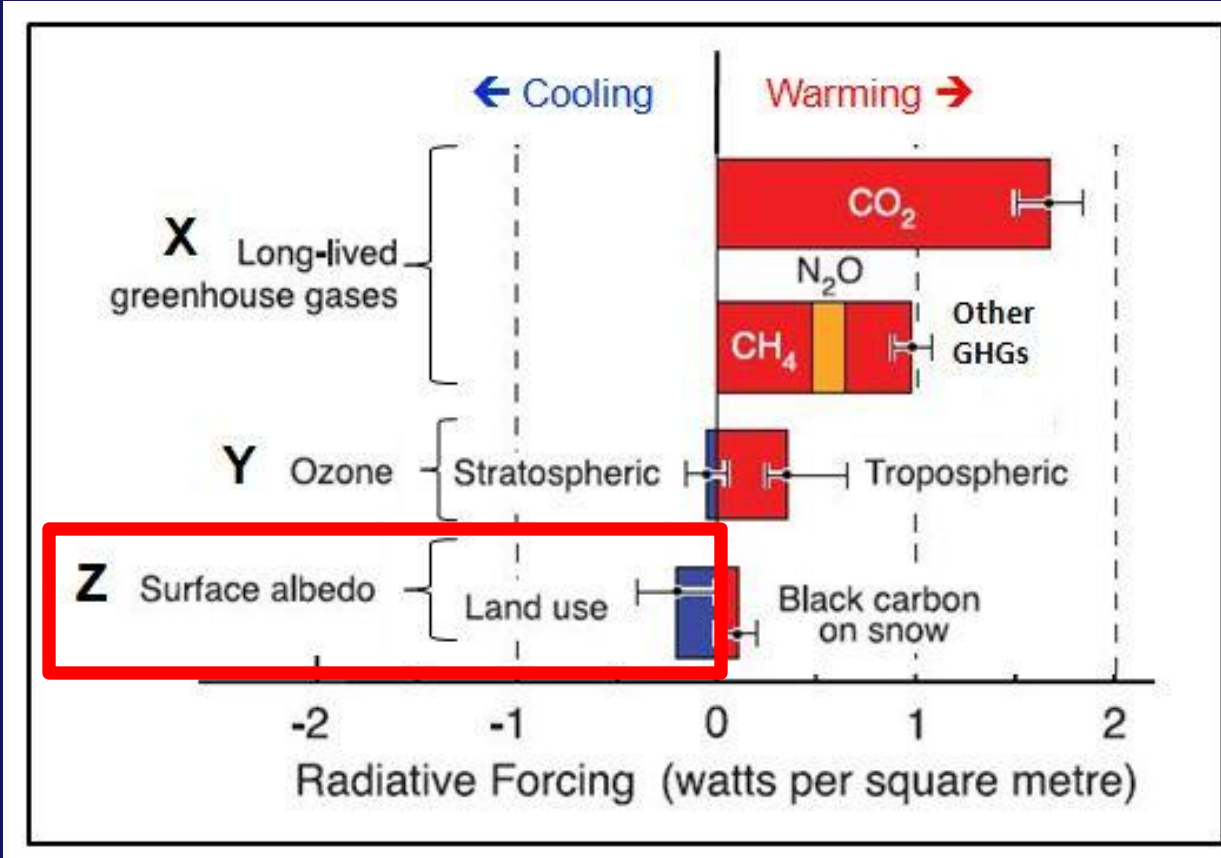 ← Cooling
Warming →
X Long-lived
greenhouse gases
CO₂
N₂O
CH₄
Other
GHGs
Y Ozone
Stratospheric
Tropospheric
Z Surface albedo
Land use
Black carbon
on snow
-2 -1 0 1 2
Radiative Forcing (watts per square metre)